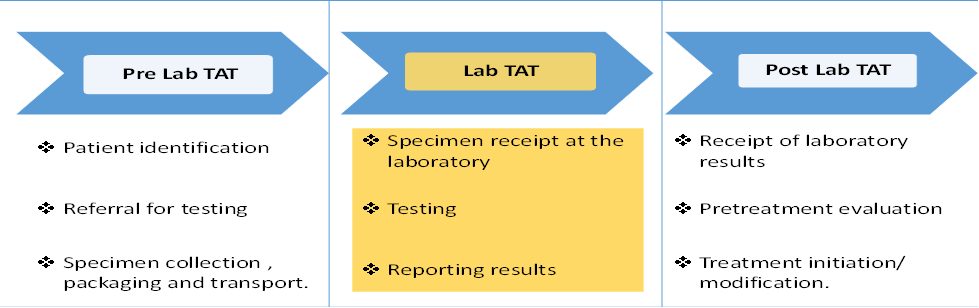 Pre Lab TAT
❖ Patient identification
❖ Referral for testing
❖ Specimen collection ,
packaging and transport.
Lab TAT
❖ Specimen receipt at the
laboratory
❖ Testing
❖ Reporting results
Post Lab TAT
❖ Receipt of laboratory
results
❖ Pretreatment evaluation
❖ Treatment initiation/
modification.